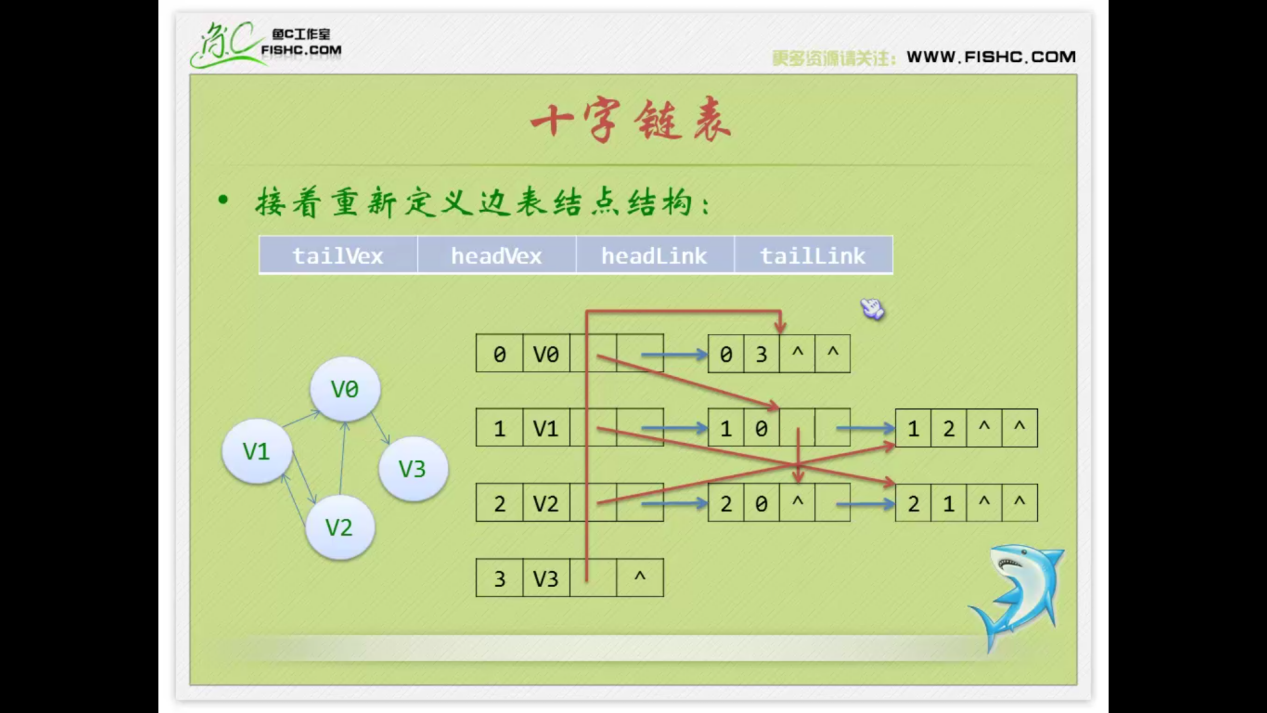 鱼C工作室
FISHC.COM
更多资源请关注: WWW.FISHC.COM
十字链表
• 接着重新定义边表结点结构:
tailVex headVex headLink tailLink
0 V0 0 3 ^ ^
V0
1 V1 1 0 1 2 ^ ^
V1
V3
2 V2 2 0 ^ 2 1 ^ ^
V2
3 V3 ^